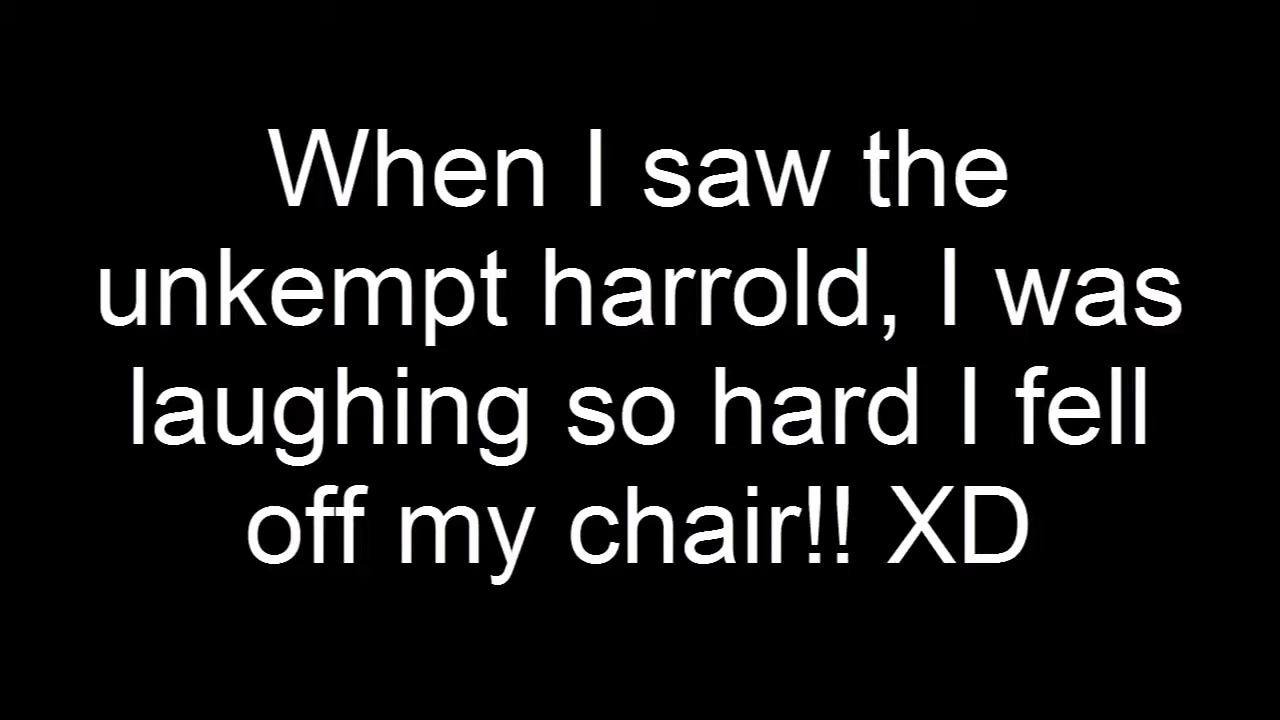 When I saw the
unkempt harrold, I was
laughing so hard I fell
off my chair!! XD